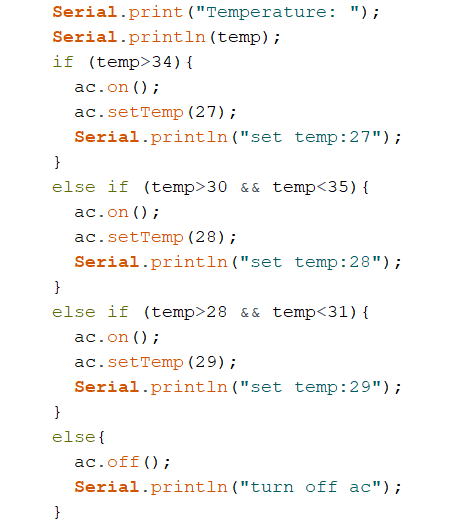 Serial.print("Temperature: ");
Serial.println(temp);
if (temp>34){
ac.on();
ac.setTemp(27);
Serial.println("set temp:27");
}
else if (temp>30 && temp<35){
ac.on();
ac.setTemp(28);
Serial.println("set temp:28");
}
else if (temp>28 && temp<31){
ac.on();
ac.setTemp(29);
Serial.println("set temp:29");
}
else{
ac.off();
Serial.println("turn off ac");
}